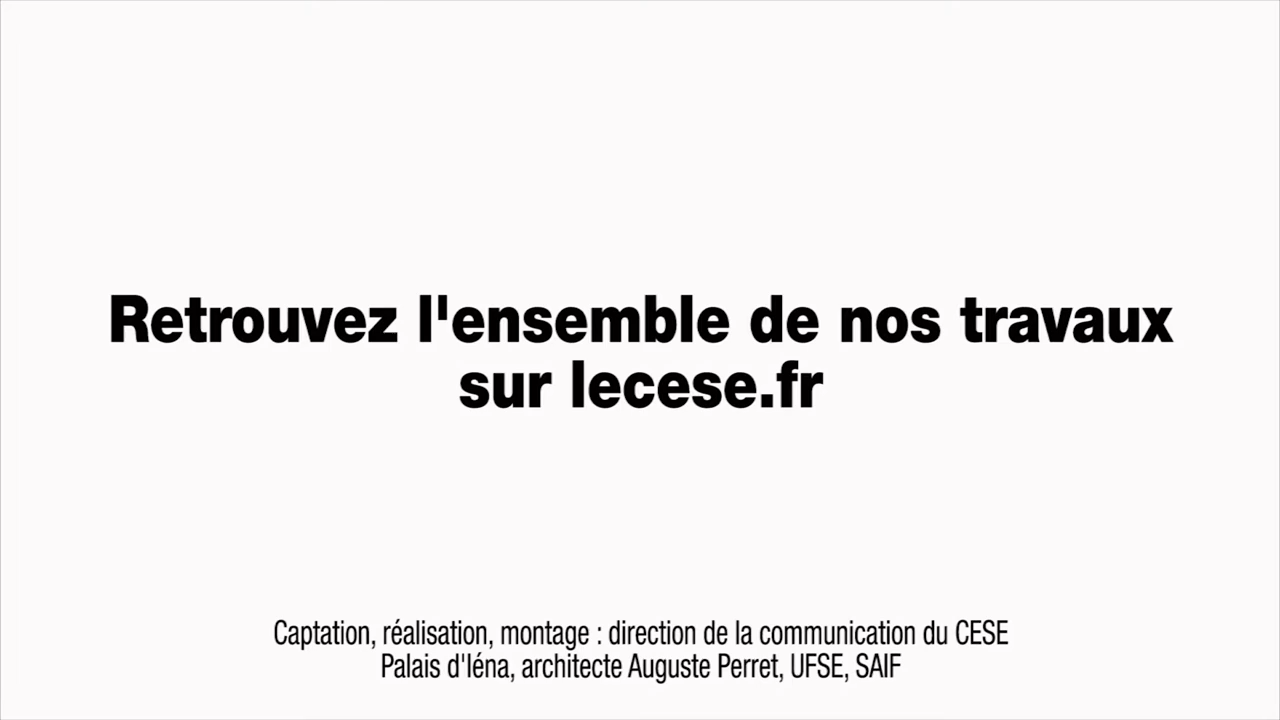 Retrouvez l'ensemble de nos travaux
sur lecese.fr
Captation, réalisation, montage : direction de la communication du CESE
Palais d'Iéna, architecte Auguste Perret, UFSE, SAIF